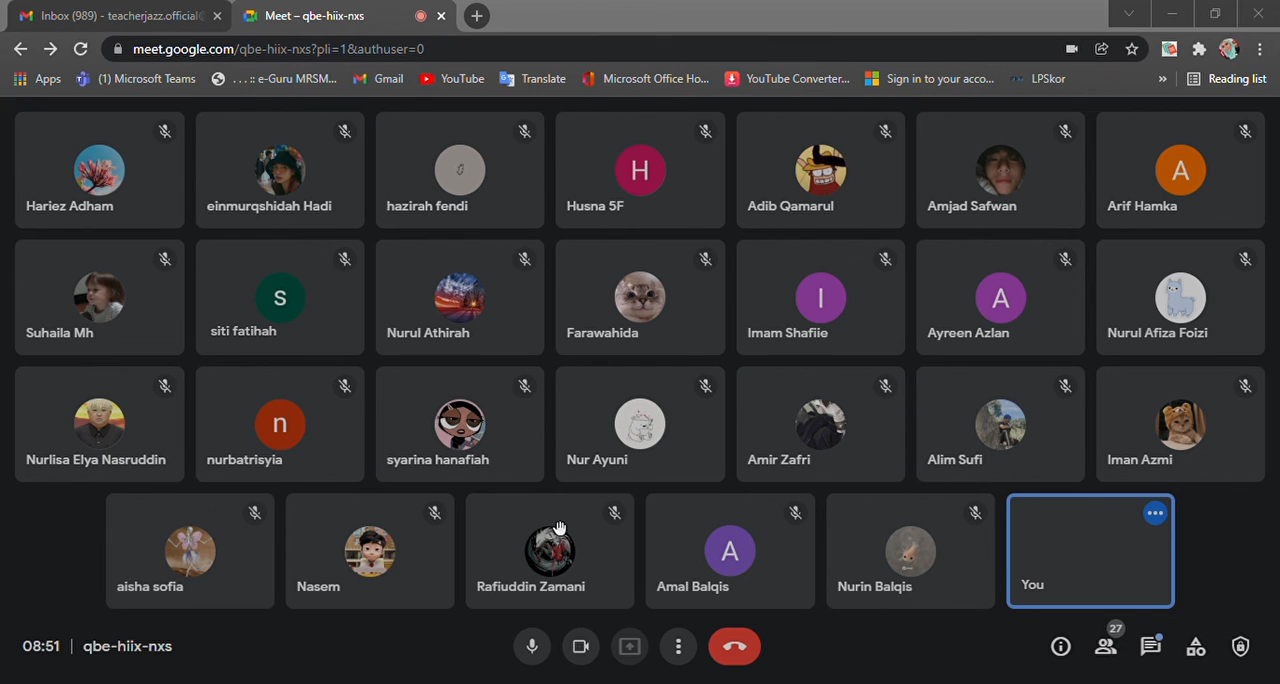 Inbox (989) - teacherjazz.official@
Meet – qbe-hiix-nxs
meet.google.com/qbe-hiix-nxs?pli=1&authuser=0
Apps (1) Microsoft Teams . . . :: e-Guru MRSM... Gmail YouTube Translate Microsoft Office Ho... YouTube Converter... Sign in to your acco... LPSkor » Reading list
Hariez Adham einmurqshidah Hadi hazirah fendi H Husna 5F Adib Qamarul Amjad Safwan A Arif Hamka
Suhaila Mh s siti fatihah Nurul Athirah Farawahida I Imam Shafiie A Ayreen Azlan Nurul Afiza Foizi
Nurlisa Elya Nasruddin n nurbatrisyia syarina hanafiah Nur Ayuni Amir Zafri Alim Sufi Iman Azmi
aisha sofia Nasem Rafiuddin Zamani A Amal Balqis Nurin Balqis You
08:51 | qbe-hiix-nxs
27